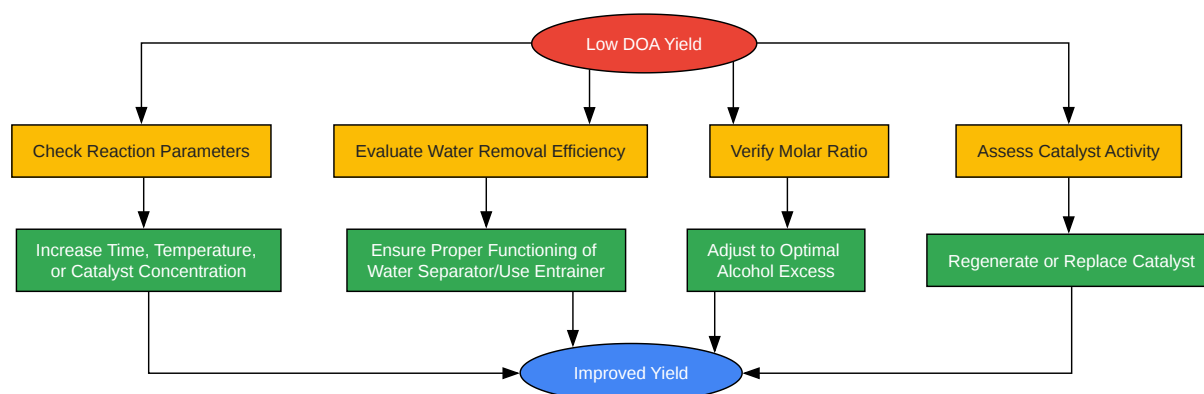 Low DOA Yield
Check Reaction Parameters
Evaluate Water Removal Efficiency
Verify Molar Ratio
Assess Catalyst Activity
Increase Time, Temperature,
or Catalyst Concentration
Ensure Proper Functioning of
Water Separator/Use Entrainer
Adjust to Optimal
Alcohol Excess
Regenerate or Replace Catalyst
Improved Yield